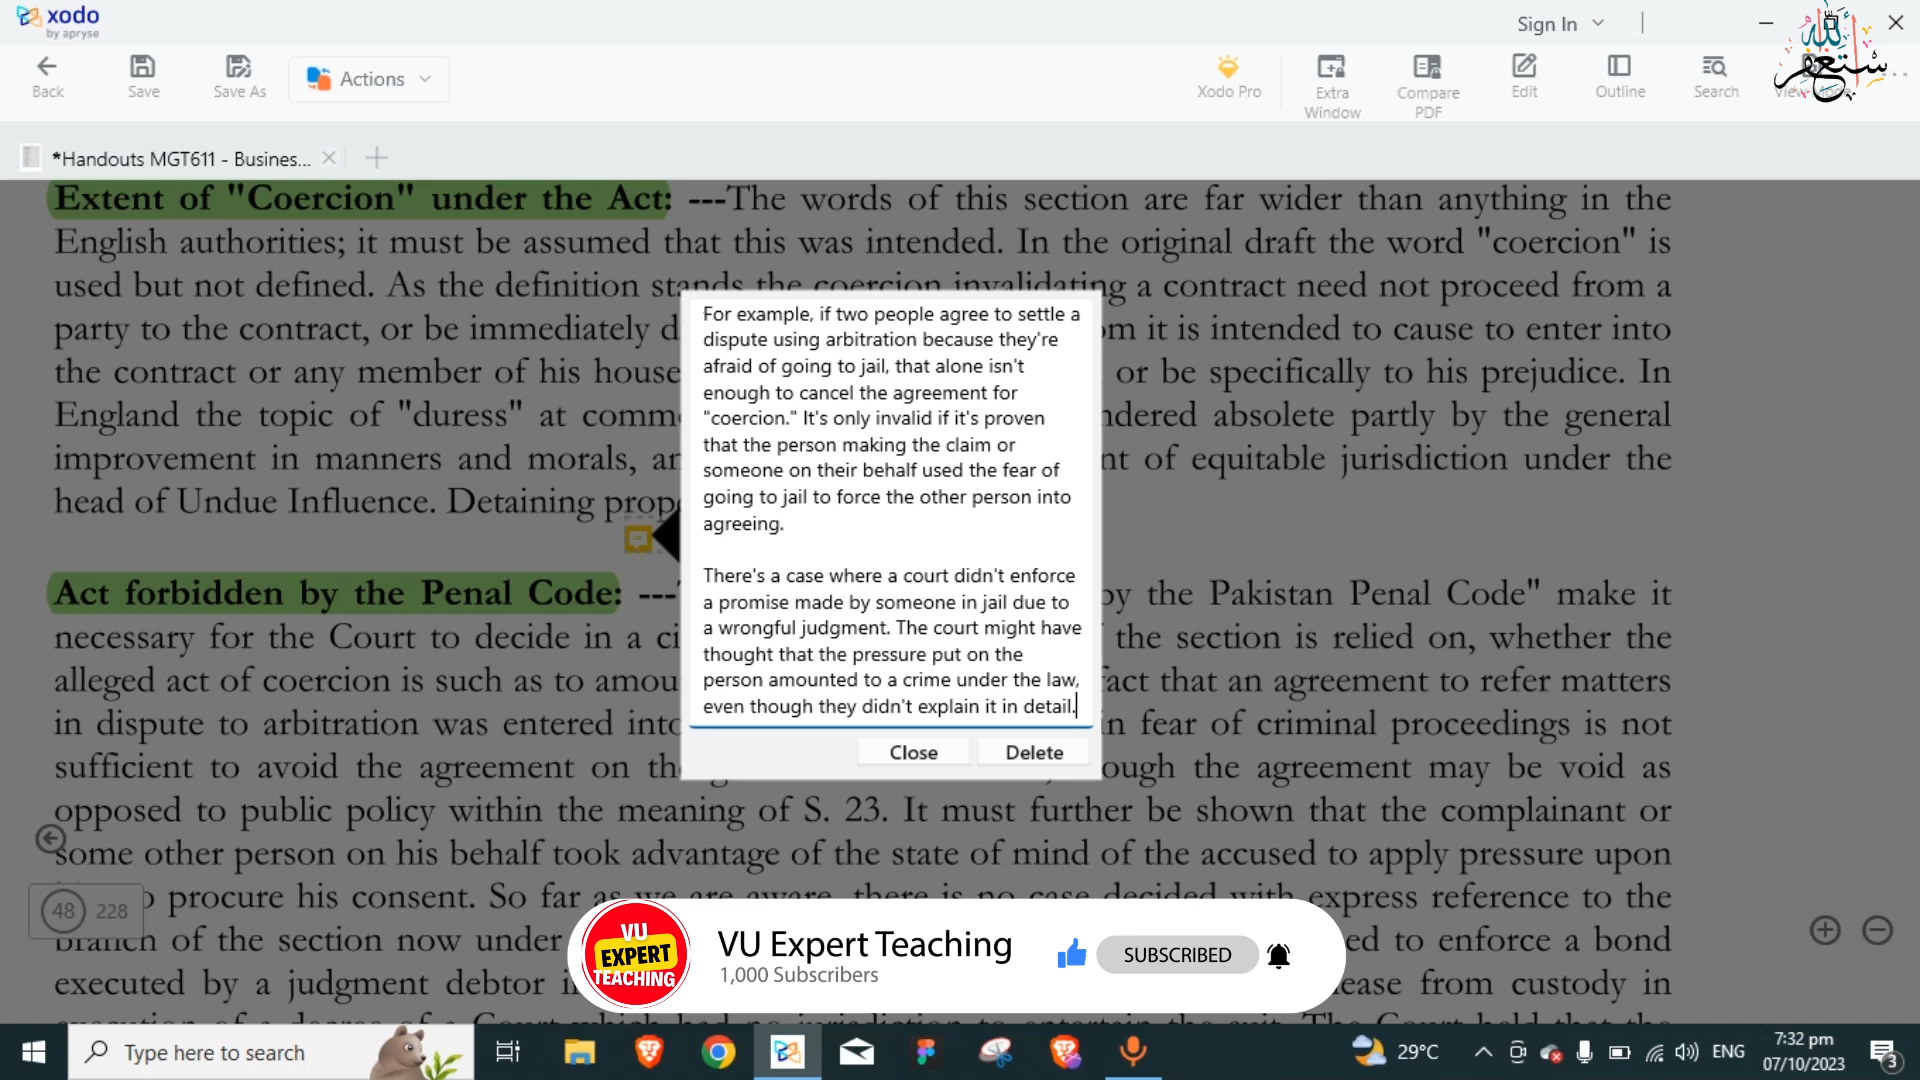 xodo
by apryse
Sign In
Back
Save
Save As
Actions
Xodo Pro
Extra Window
Compare PDF
Edit
Outline
Search
*Handouts MGT611 - Busines...
Extent of "Coercion" under the Act: ---The words of this section are far wider than anything in the
English authorities; it must be assumed that this was intended. In the original draft the word "coercion" is
used but not defined. As the definition stands the coercion invalidating a contract need not proceed from a
party to the contract, or be immediately d
om it is intended to cause to enter into
the contract or any member of his house
or be specifically to his prejudice. In
England the topic of "duress" at comm
ndered absolute partly by the general
improvement in manners and morals, an
nt of equitable jurisdiction under the
head of Undue Influence. Detaining prope
For example, if two people agree to settle a
dispute using arbitration because they're
afraid of going to jail, that alone isn't
enough to cancel the agreement for
"coercion." It's only invalid if it's proven
that the person making the claim or
someone on their behalf used the fear of
going to jail to force the other person into
agreeing.
There's a case where a court didn't enforce
a promise made by someone in jail due to
a wrongful judgment. The court might have
thought that the pressure put on the
person amounted to a crime under the law,
even though they didn't explain it in detail.
Close
Delete
Act forbidden by the Penal Code: ---
by the Pakistan Penal Code" make it
necessary for the Court to decide in a ci
f the section is relied on, whether the
alleged act of coercion is such as to amou
fact that an agreement to refer matters
in dispute to arbitration was entered into
in fear of criminal proceedings is not
sufficient to avoid the agreement on th
ough the agreement may be void as
opposed to public policy within the meaning of S. 23. It must further be shown that the complainant or
some other person on his behalf took advantage of the state of mind of the accused to apply pressure upon
procure his consent. So far as we are aware, there is no case decided with express reference to the
branch of the section now under
ed to enforce a bond
executed by a judgment debtor i
lease from custody in
48
228
VU
EXPERT
TEACHING
VU Expert Teaching
1,000 Subscribers
SUBSCRIBED
Type here to search
29°C
ENG
7:32 pm
07/10/2023
3